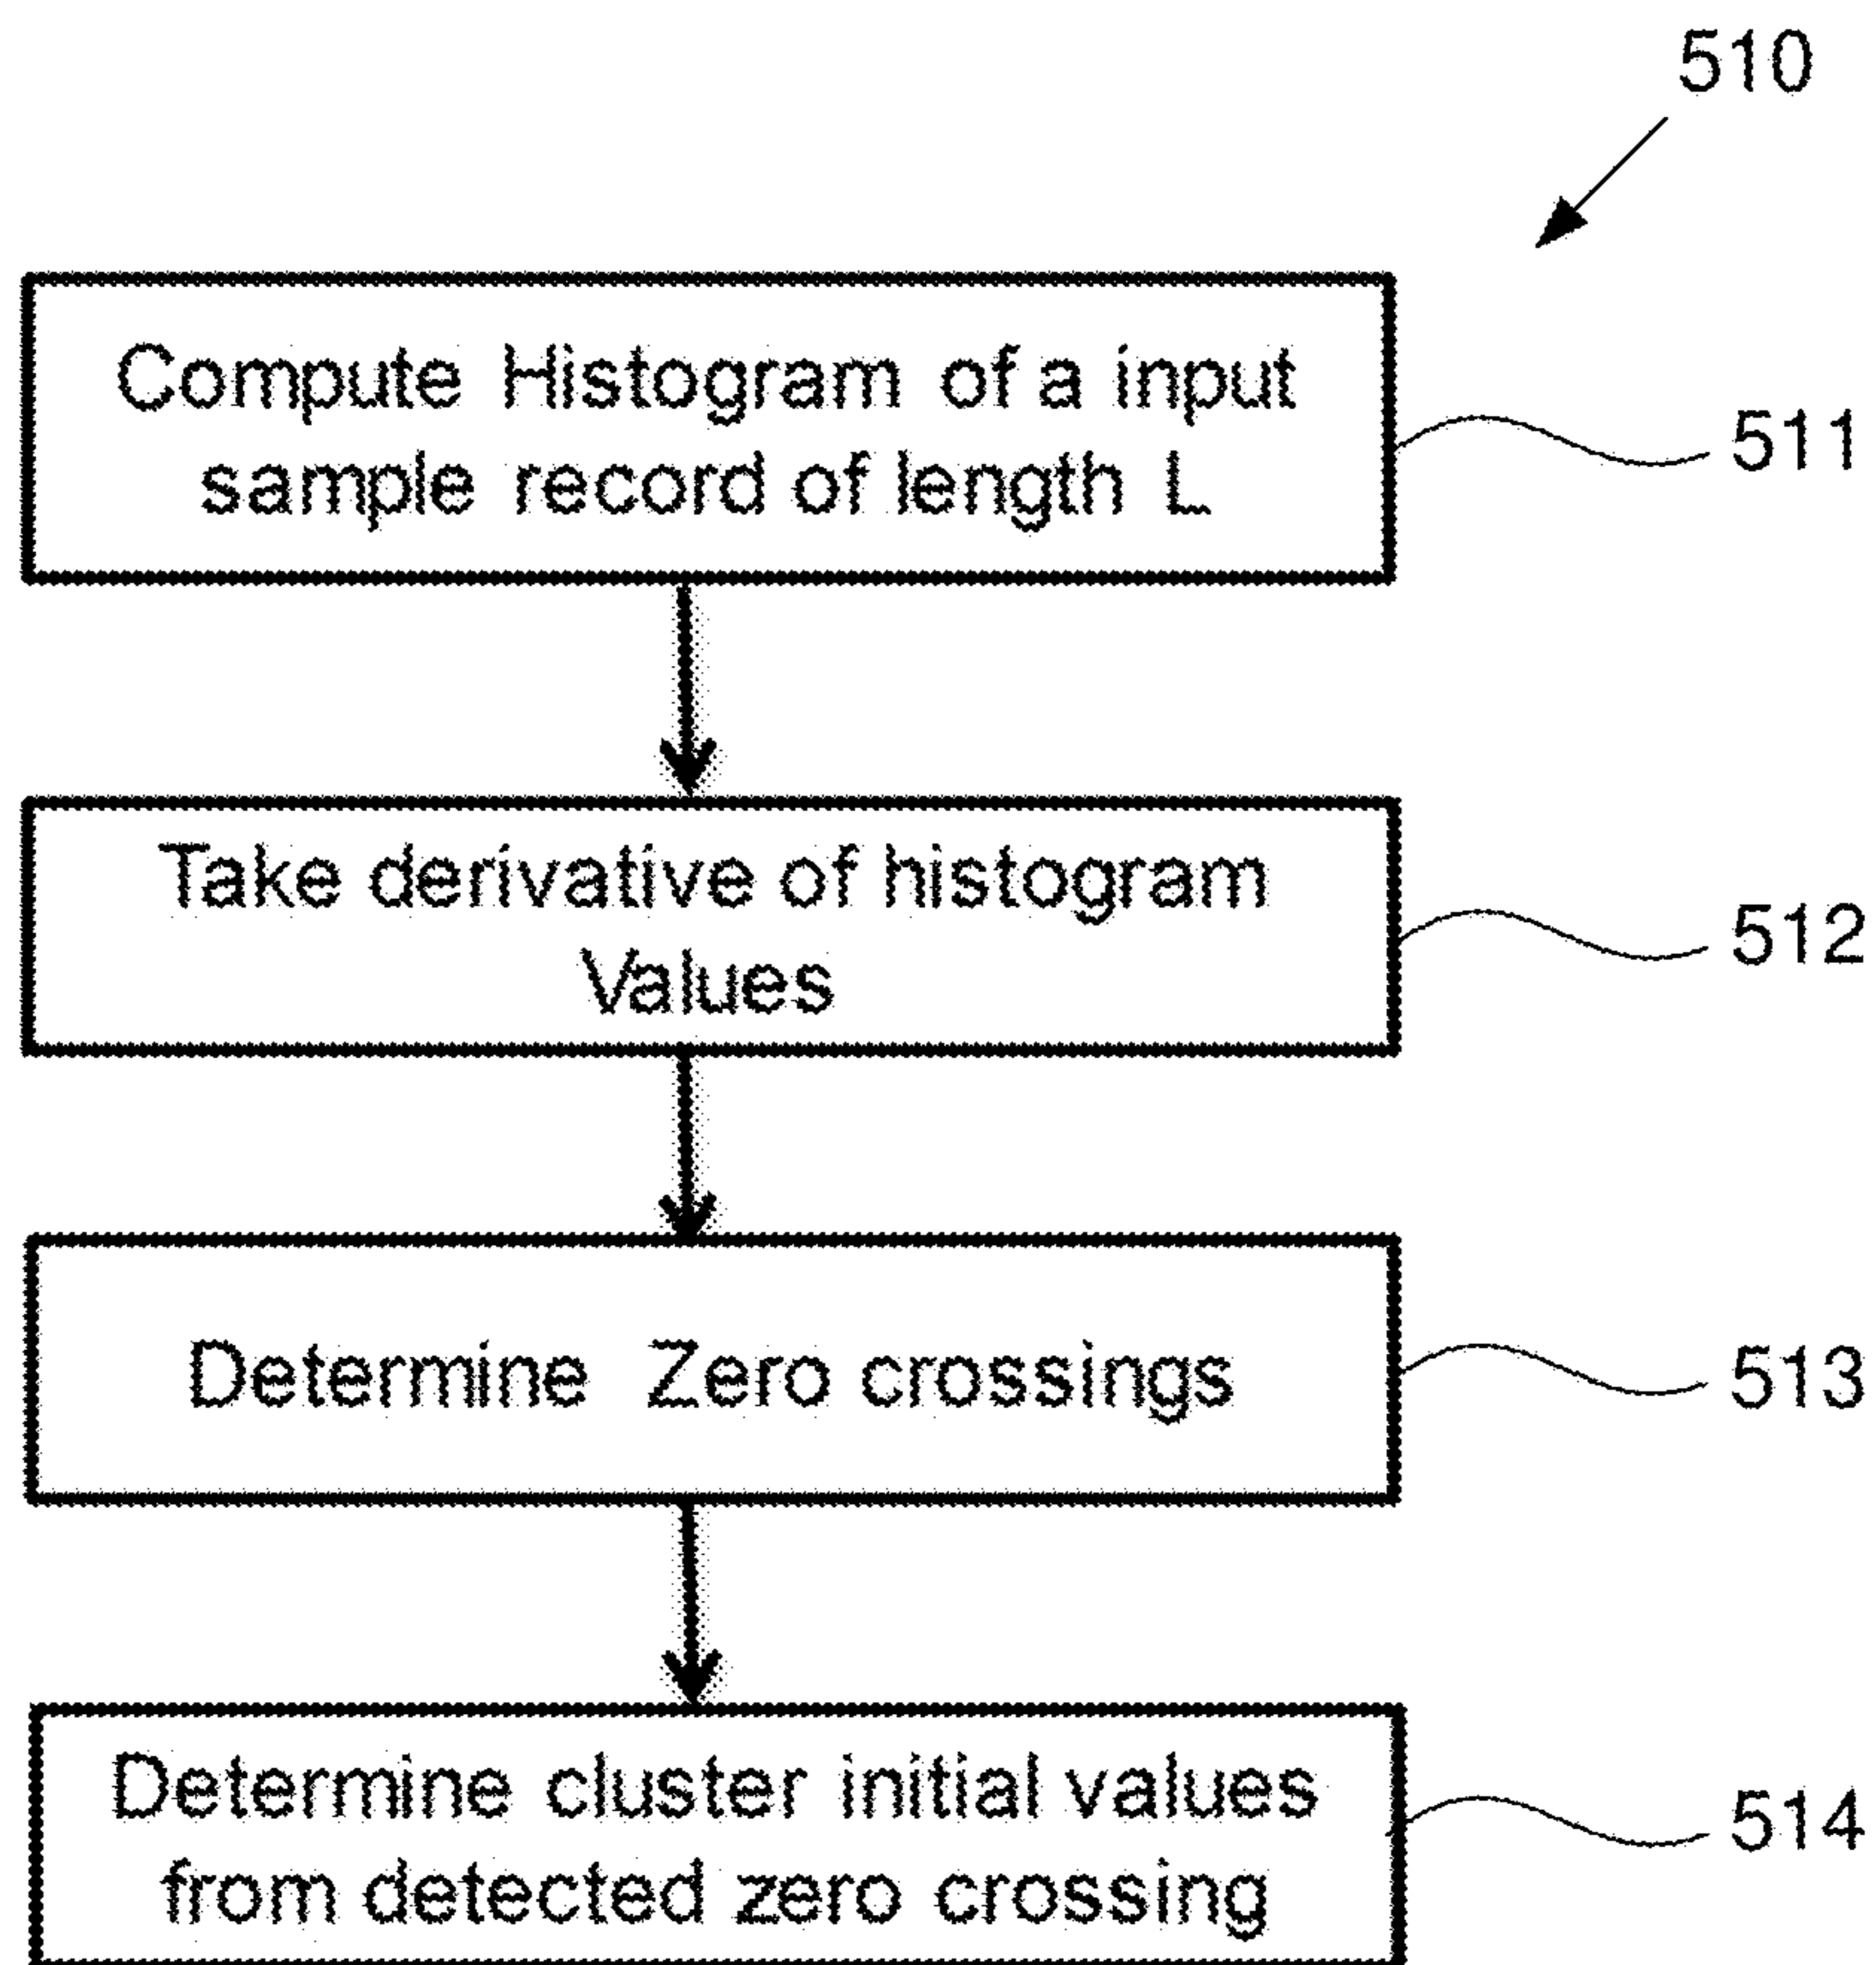 510
Compute Histogram of a input
sample record of length L
511
Take derivative of histogram
Values
512
Determine Zero crossings
513
Determine cluster initial values
from detected zero crossing
514